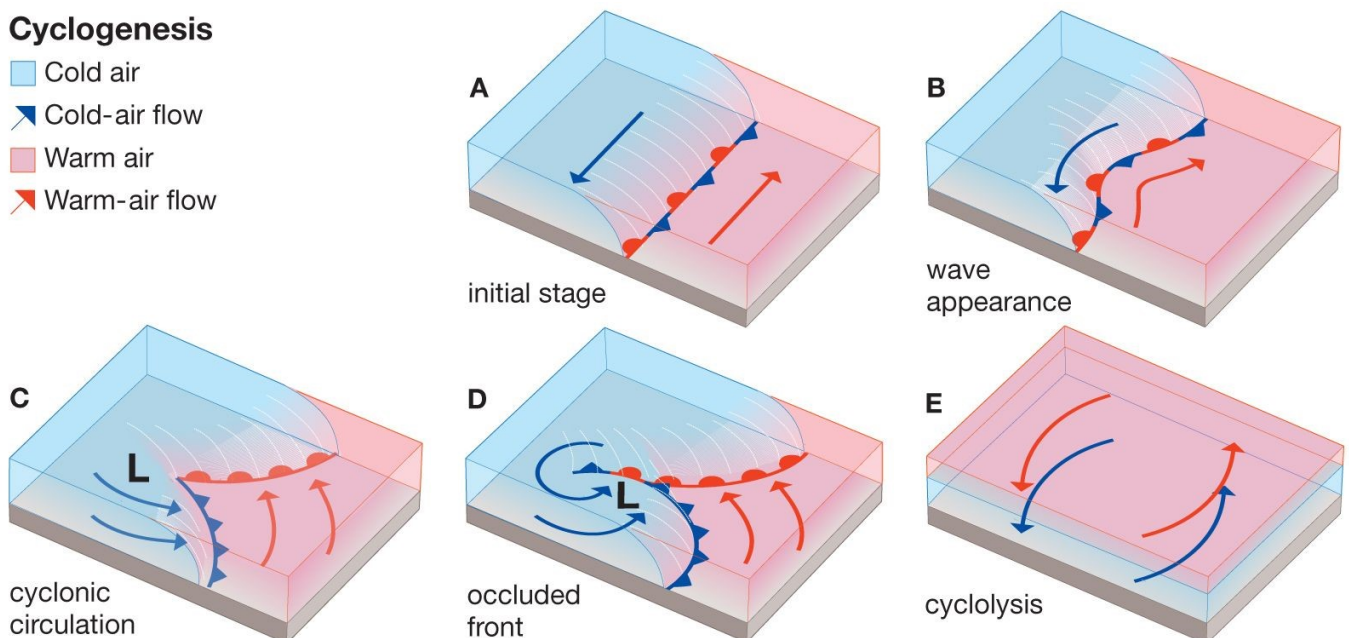 Cyclogenesis
Cold air
Cold-air flow
Warm air
Warm-air flow
A
initial stage
B
wave
appearance
C
L
cyclonic
circulation
D
L
occluded
front
E
cyclolysis